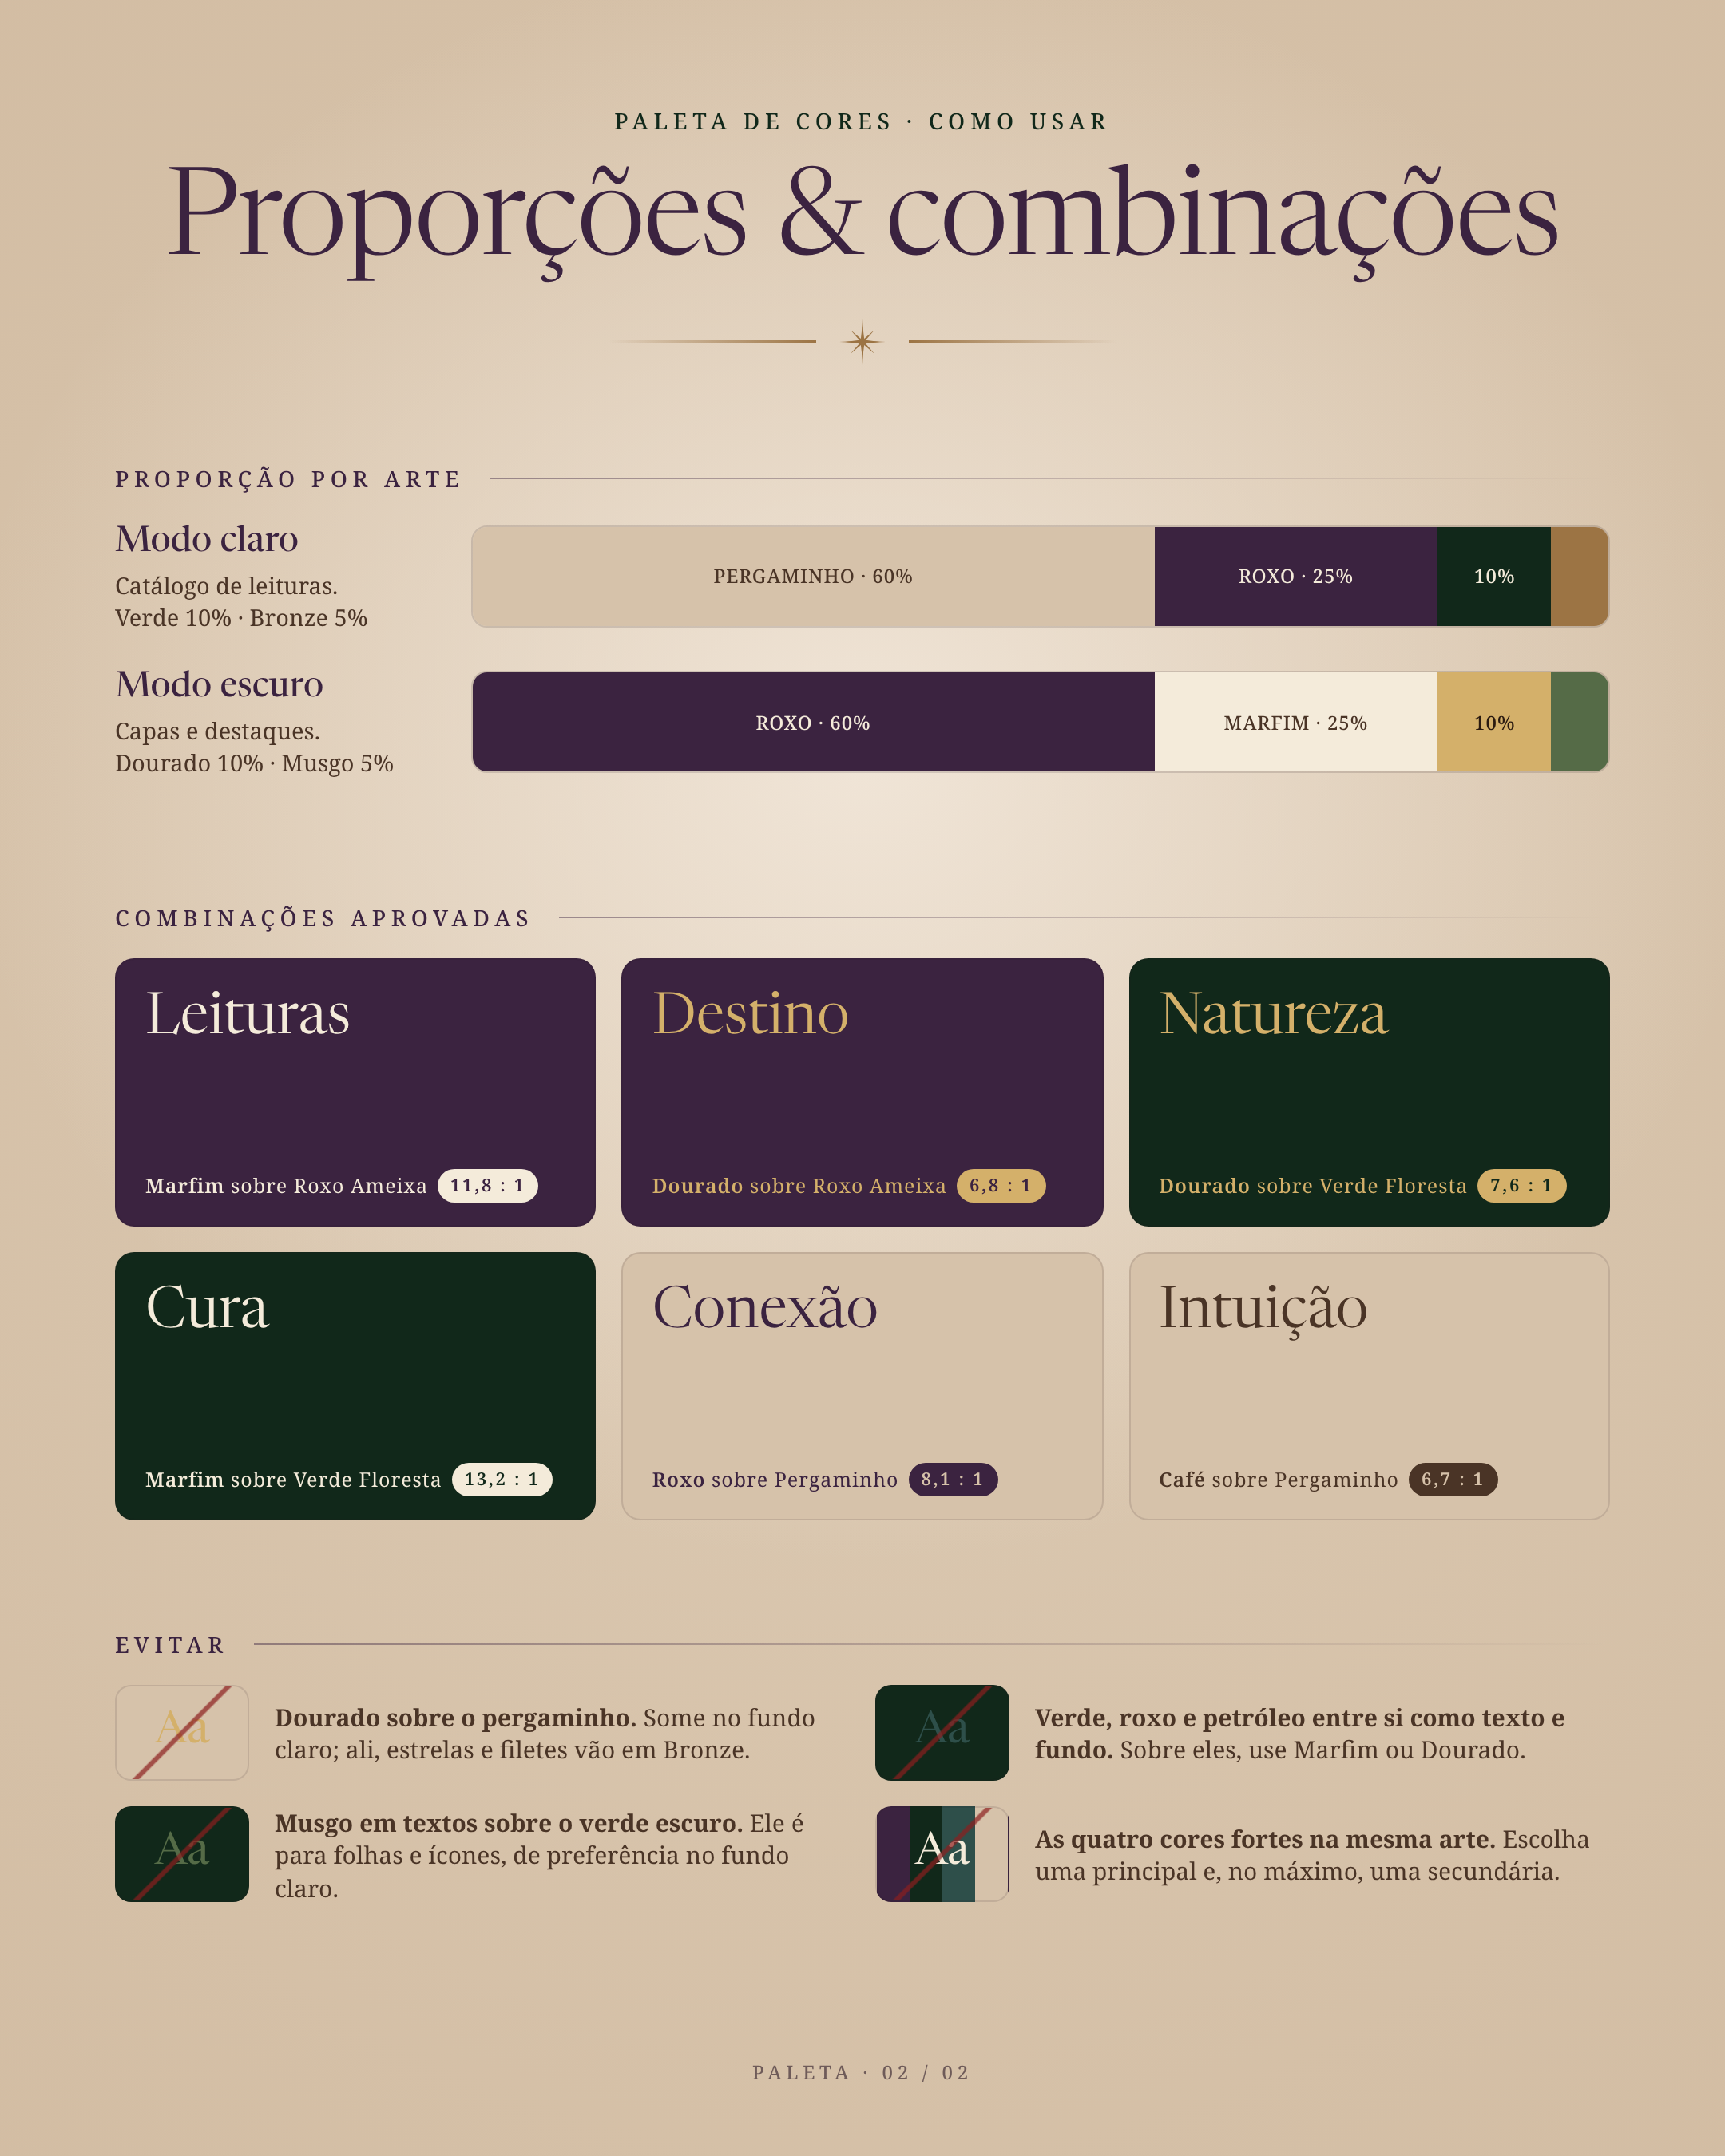 PALETA DE CORES · COMO USAR
Proporções & combinações
PROPORÇÃO POR ARTE
Modo claro
Catálogo de leituras.
Verde 10% · Bronze 5%
PERGAMINHO · 60%
ROXO · 25%
10%
Modo escuro
Capas e destaques.
Dourado 10% · Musgo 5%
ROXO · 60%
MARFIM · 25%
10%
COMBINAÇÕES APROVADAS
Leituras
Marfim sobre Roxo Ameixa 11,8 : 1
Destino
Dourado sobre Roxo Ameixa 6,8 : 1
Natureza
Dourado sobre Verde Floresta 7,6 : 1
Cura
Marfim sobre Verde Floresta 13,2 : 1
Conexão
Roxo sobre Pergaminho 8,1 : 1
Intuição
Café sobre Pergaminho 6,7 : 1
EVITAR
Aa
Dourado sobre o pergaminho. Some no fundo
claro; ali, estrelas e filetes vão em Bronze.
Aa
Verde, roxo e petróleo entre si como texto e
fundo. Sobre eles, use Marfim ou Dourado.
Aa
Musgo em textos sobre o verde escuro. Ele é
para folhas e ícones, de preferência no fundo
claro.
Aa
As quatro cores fortes na mesma arte. Escolha
uma principal e, no máximo, uma secundária.
PALETA · 02 / 02